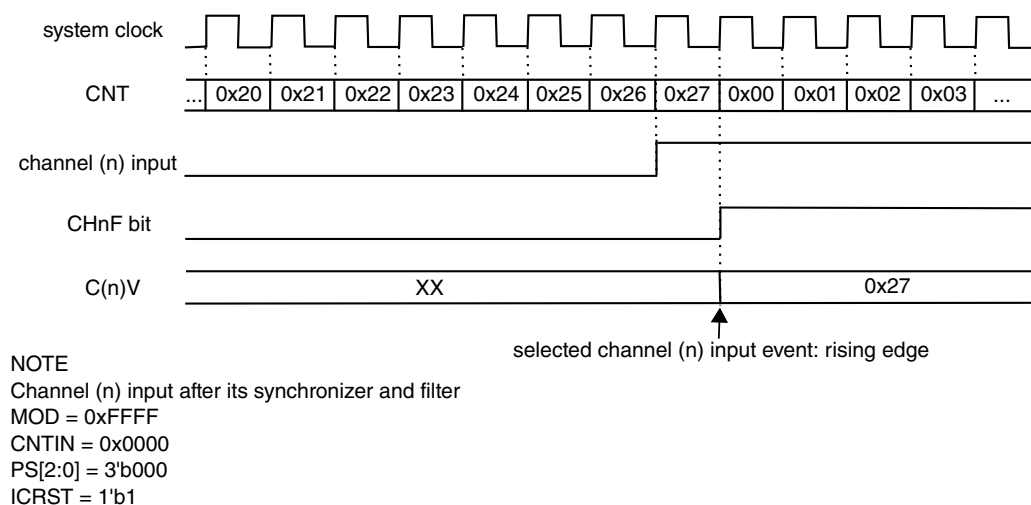 system clock
CNT ... 0x20 0x21 0x22 0x23 0x24 0x25 0x26 0x27 0x00 0x01 0x02 0x03 ...
channel (n) input
CHnF bit
C(n)V XX 0x27
selected channel (n) input event: rising edge
NOTE
Channel (n) input after its synchronizer and filter
MOD = 0xFFFF
CNTIN = 0x0000
PS[2:0] = 3'b000
ICRST = 1'b1